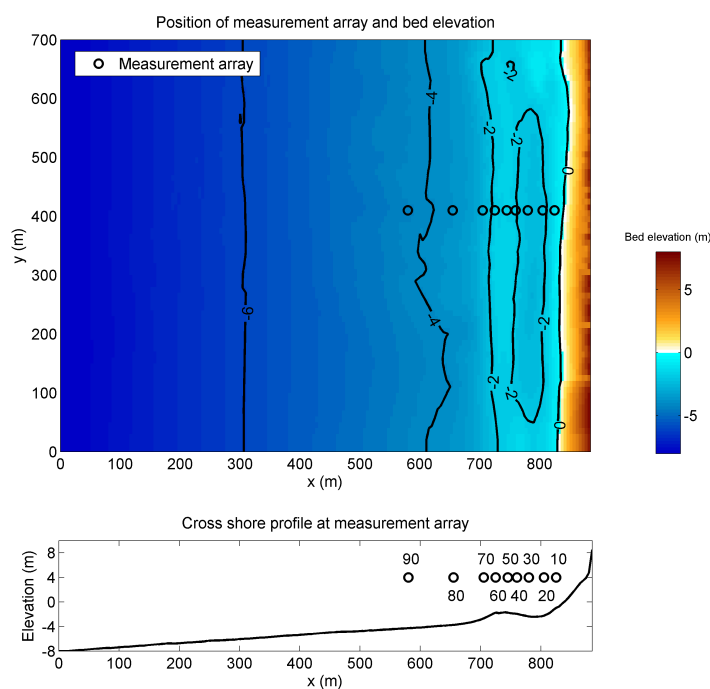 Position of measurement array and bed elevation
700
600
500
400
300
200
100
0
y (m)
Measurement array
-4
-2
-2
-2
0
-6
-4
-2
-2
-2
0
0 100 200 300 400 500 600 700 800
x (m)
Bed elevation (m)
5
0
-5
Cross shore profile at measurement array
Elevation (m)
8
4
0
-4
-8
90 70 50 30 10
80 60 40 20
0 100 200 300 400 500 600 700 800
x (m)